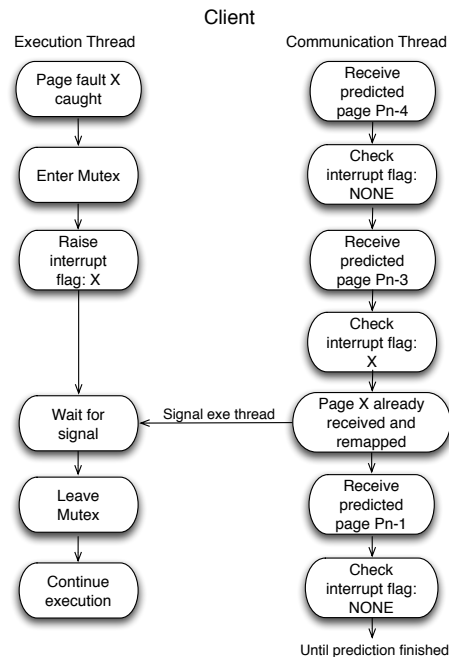 Client
Execution Thread
Page fault X
caught
Enter Mutex
Raise
interrupt
flag: X
Wait for
signal
Leave
Mutex
Continue
execution
Signal exe thread
Communication Thread
Receive
predicted
page Pn-4
Check
interrupt flag:
NONE
Receive
predicted
page Pn-3
Check
interrupt flag:
X
Page X already
received and
remapped
Receive
predicted
page Pn-1
Check
interrupt flag:
NONE
Until prediction finished